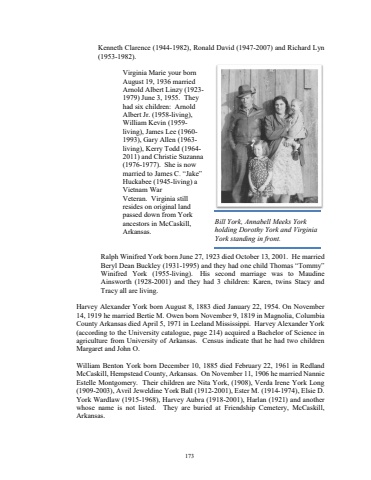 Kenneth Clarence (1944-1982), Ronald David (1947-2007) and Richard Lyn
(1953-1982).
Virginia Marie your born
August 19, 1936 married
Arnold Albert Linzy (1923-
1979) June 3, 1955. They
had six children: Arnold
Albert Jr. (1958-living),
William Kevin (1959-
living), James Lee (1960-
1993), Gary Allen (1963-
living), Kerry Todd (1964-
2011) and Christie Suzanna
(1976-1977). She is now
married to James C. “Jake”
Huckabee (1945-living) a
Vietnam War
Veteran. Virginia still
resides on original land
passed down from York
ancestors in McCaskill,
Arkansas.
Bill York, Annabell Meeks York
holding Dorothy York and Virginia
York standing in front.
Ralph Winifred York born June 27, 1923 died October 13, 2001. He married
Beryl Dean Buckley (1931-1995) and they had one child Thomas “Tommy”
Winifred York (1955-living). His second marriage was to Maudine
Ainsworth (1928-2001) and they had 3 children: Karen, twins Stacy and
Tracy all are living.
Harvey Alexander York born August 8, 1883 died January 22, 1954. On November
14, 1919 he married Bertie M. Owen born November 9, 1819 in Magnolia, Columbia
County Arkansas died April 5, 1971 in Leeland Mississippi. Harvey Alexander York
(according to the University catalogue, page 214) acquired a Bachelor of Science in
agriculture from University of Arkansas. Census indicate that he had two children
Margaret and John O.
William Benton York born December 10, 1885 died February 22, 1961 in Redland
McCaskill, Hempstead County, Arkansas. On November 11, 1906 he married Nannie
Estelle Montgomery. Their children are Nita York, (1908), Verda Irene York Long
(1909-2003), Avril Jeweldine York Ball (1912-2001), Ester M. (1914-1974), Elsie D.
York Wardlaw (1915-1968), Harvey Aubra (1918-2001), Harlan (1921) and another
whose name is not listed. They are buried at Friendship Cemetery, McCaskill,
Arkansas.
173